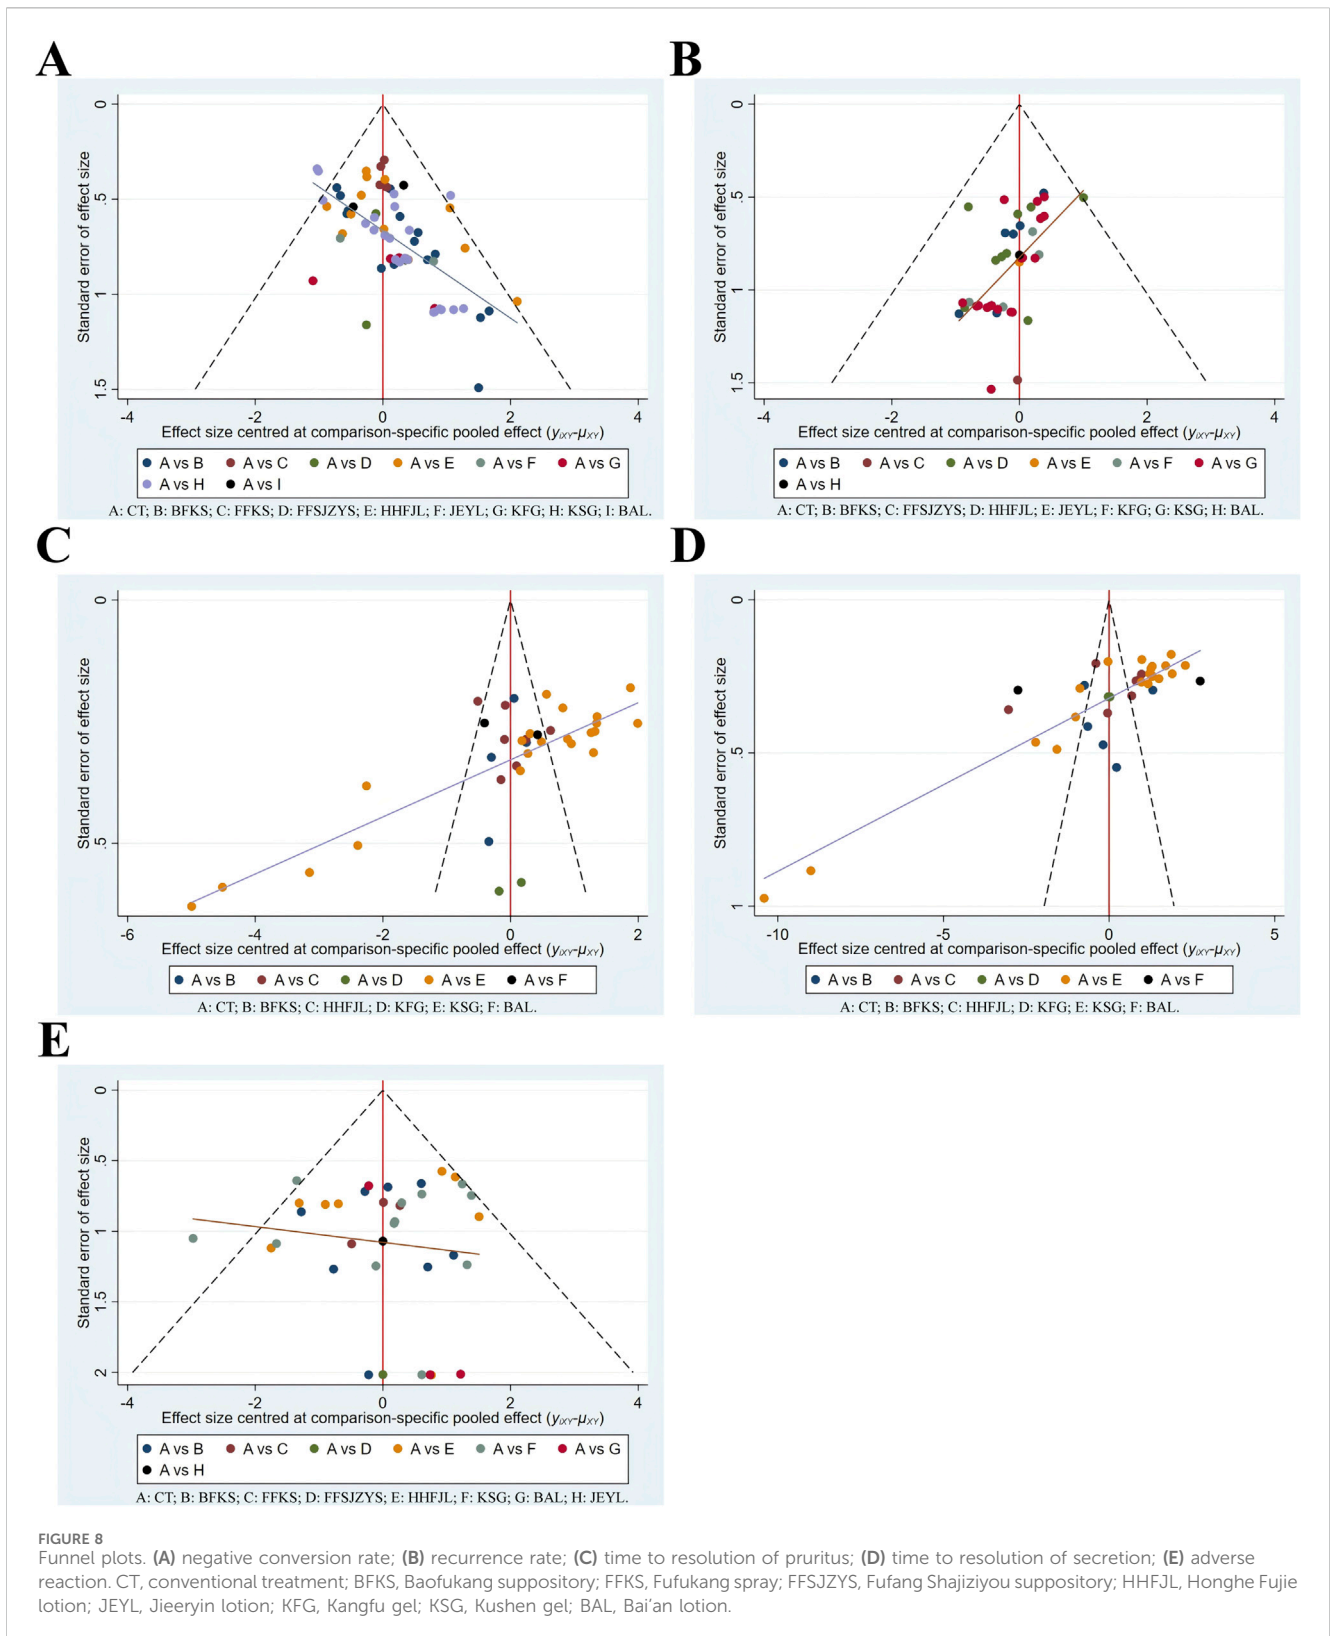 A
0
.5
1
1.5
Standard error of effect size
-4
-2
0
2
4
Effect size centred at comparison-specific pooled effect (yiXY-μXY)
A vs B A vs C A vs D A vs E A vs F A vs G
A vs H A vs I
A: CT; B: BFKS; C: FFKS; D: FFSJZYS; E: HHFJL; F: JEYL; G: KFG; H: KSG; I: BAL.
B
0
.5
1
1.5
Standard error of effect size
-4
-2
0
2
4
Effect size centred at comparison-specific pooled effect (yiXY-μXY)
A vs B A vs C A vs D A vs E A vs F A vs G
A vs H
A: CT; B: BFKS; C: FFSJZYS; D: HHFJL; E: JEYL; F: KFG; G: KSG; H: BAL.
C
0
.5
Standard error of effect size
-6
-4
-2
0
2
Effect size centred at comparison-specific pooled effect (yiXY-μXY)
A vs B A vs C A vs D A vs E A vs F
A: CT; B: BFKS; C: HHFJL; D: KFG; E: KSG; F: BAL.
D
0
.5
1
Standard error of effect size
-10
-5
0
5
Effect size centred at comparison-specific pooled effect (yiXY-μXY)
A vs B A vs C A vs D A vs E A vs F
A: CT; B: BFKS; C: HHFJL; D: KFG; E: KSG; F: BAL.
E
0
.5
1
1.5
2
Standard error of effect size
-4
-2
0
2
4
Effect size centred at comparison-specific pooled effect (yiXY-μXY)
A vs B A vs C A vs D A vs E A vs F A vs G
A vs H
A: CT; B: BFKS; C: FFKS; D: FFSJZYS; E: HHFJL; F: KSG; G: BAL; H: JEYL.
FIGURE 8
Funnel plots. (A) negative conversion rate; (B) recurrence rate; (C) time to resolution of pruritus; (D) time to resolution of secretion; (E) adverse
reaction. CT, conventional treatment; BFKS, Baofukang suppository; FFKS, Fufukang spray; FFSJZYS, Fufang Shajiziyou suppository; HHFJL, Honghe Fujie
lotion; JEYL, Jieeryin lotion; KFG, Kangfu gel; KSG, Kushen gel; BAL, Bai'an lotion.